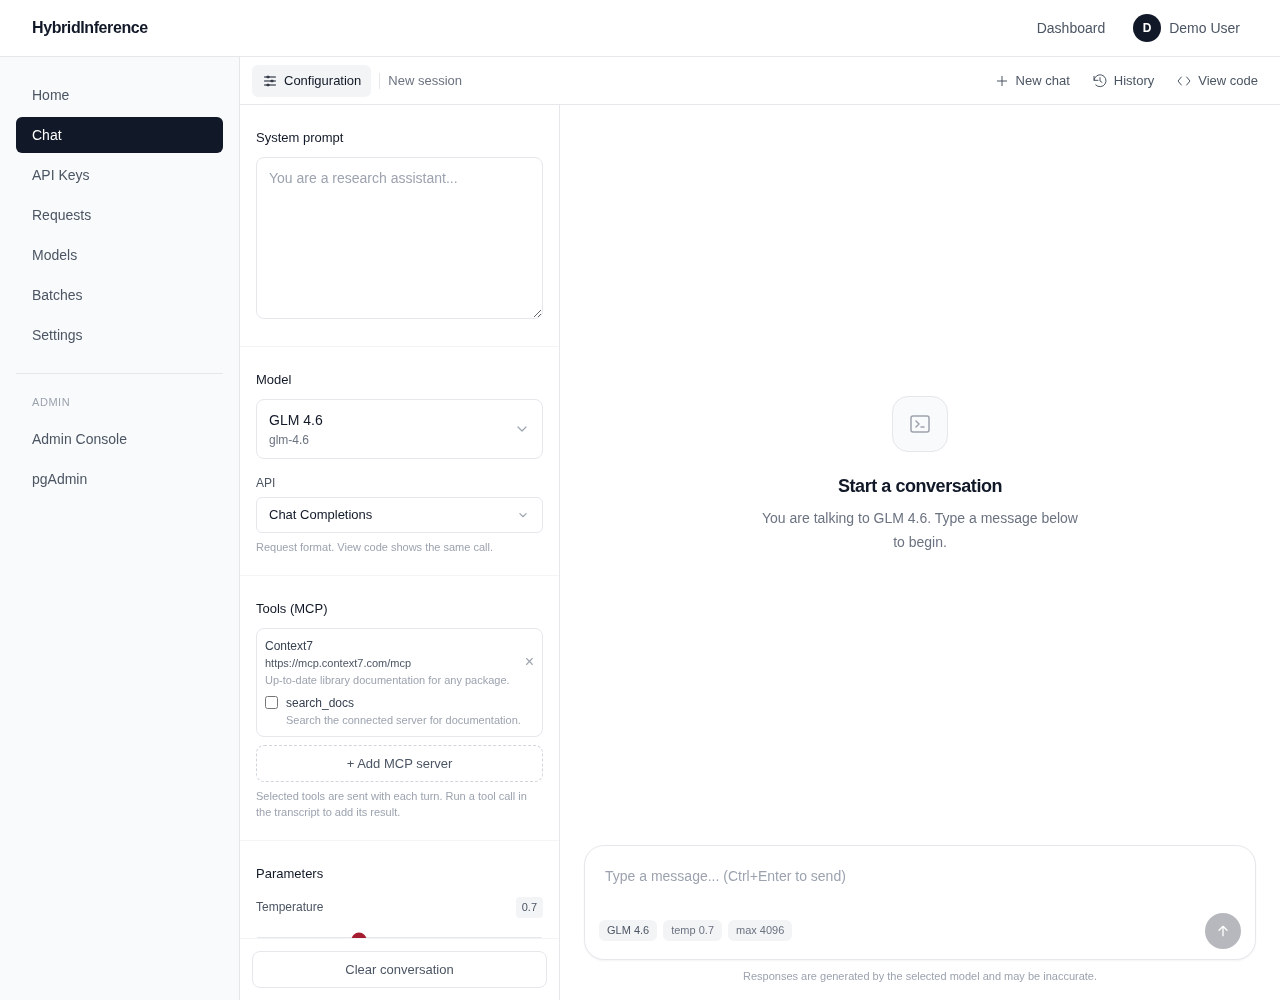 HybridInference
Dashboard
D
Demo User
Home
Chat
API Keys
Requests
Models
Batches
Settings
ADMIN
Admin Console
pgAdmin
Configuration
New session
New chat
History
View code
System prompt
You are a research assistant...
Model
GLM 4.6
glm-4.6
API
Chat Completions
Request format. View code shows the same call.
Tools (MCP)
Context7
https://mcp.context7.com/mcp
Up-to-date library documentation for any package.
search_docs
Search the connected server for documentation.
+ Add MCP server
Selected tools are sent with each turn. Run a tool call in
the transcript to add its result.
Parameters
Temperature
0.7
Clear conversation
Start a conversation
You are talking to GLM 4.6. Type a message below
to begin.
Type a message... (Ctrl+Enter to send)
GLM 4.6
temp 0.7
max 4096
Responses are generated by the selected model and may be inaccurate.